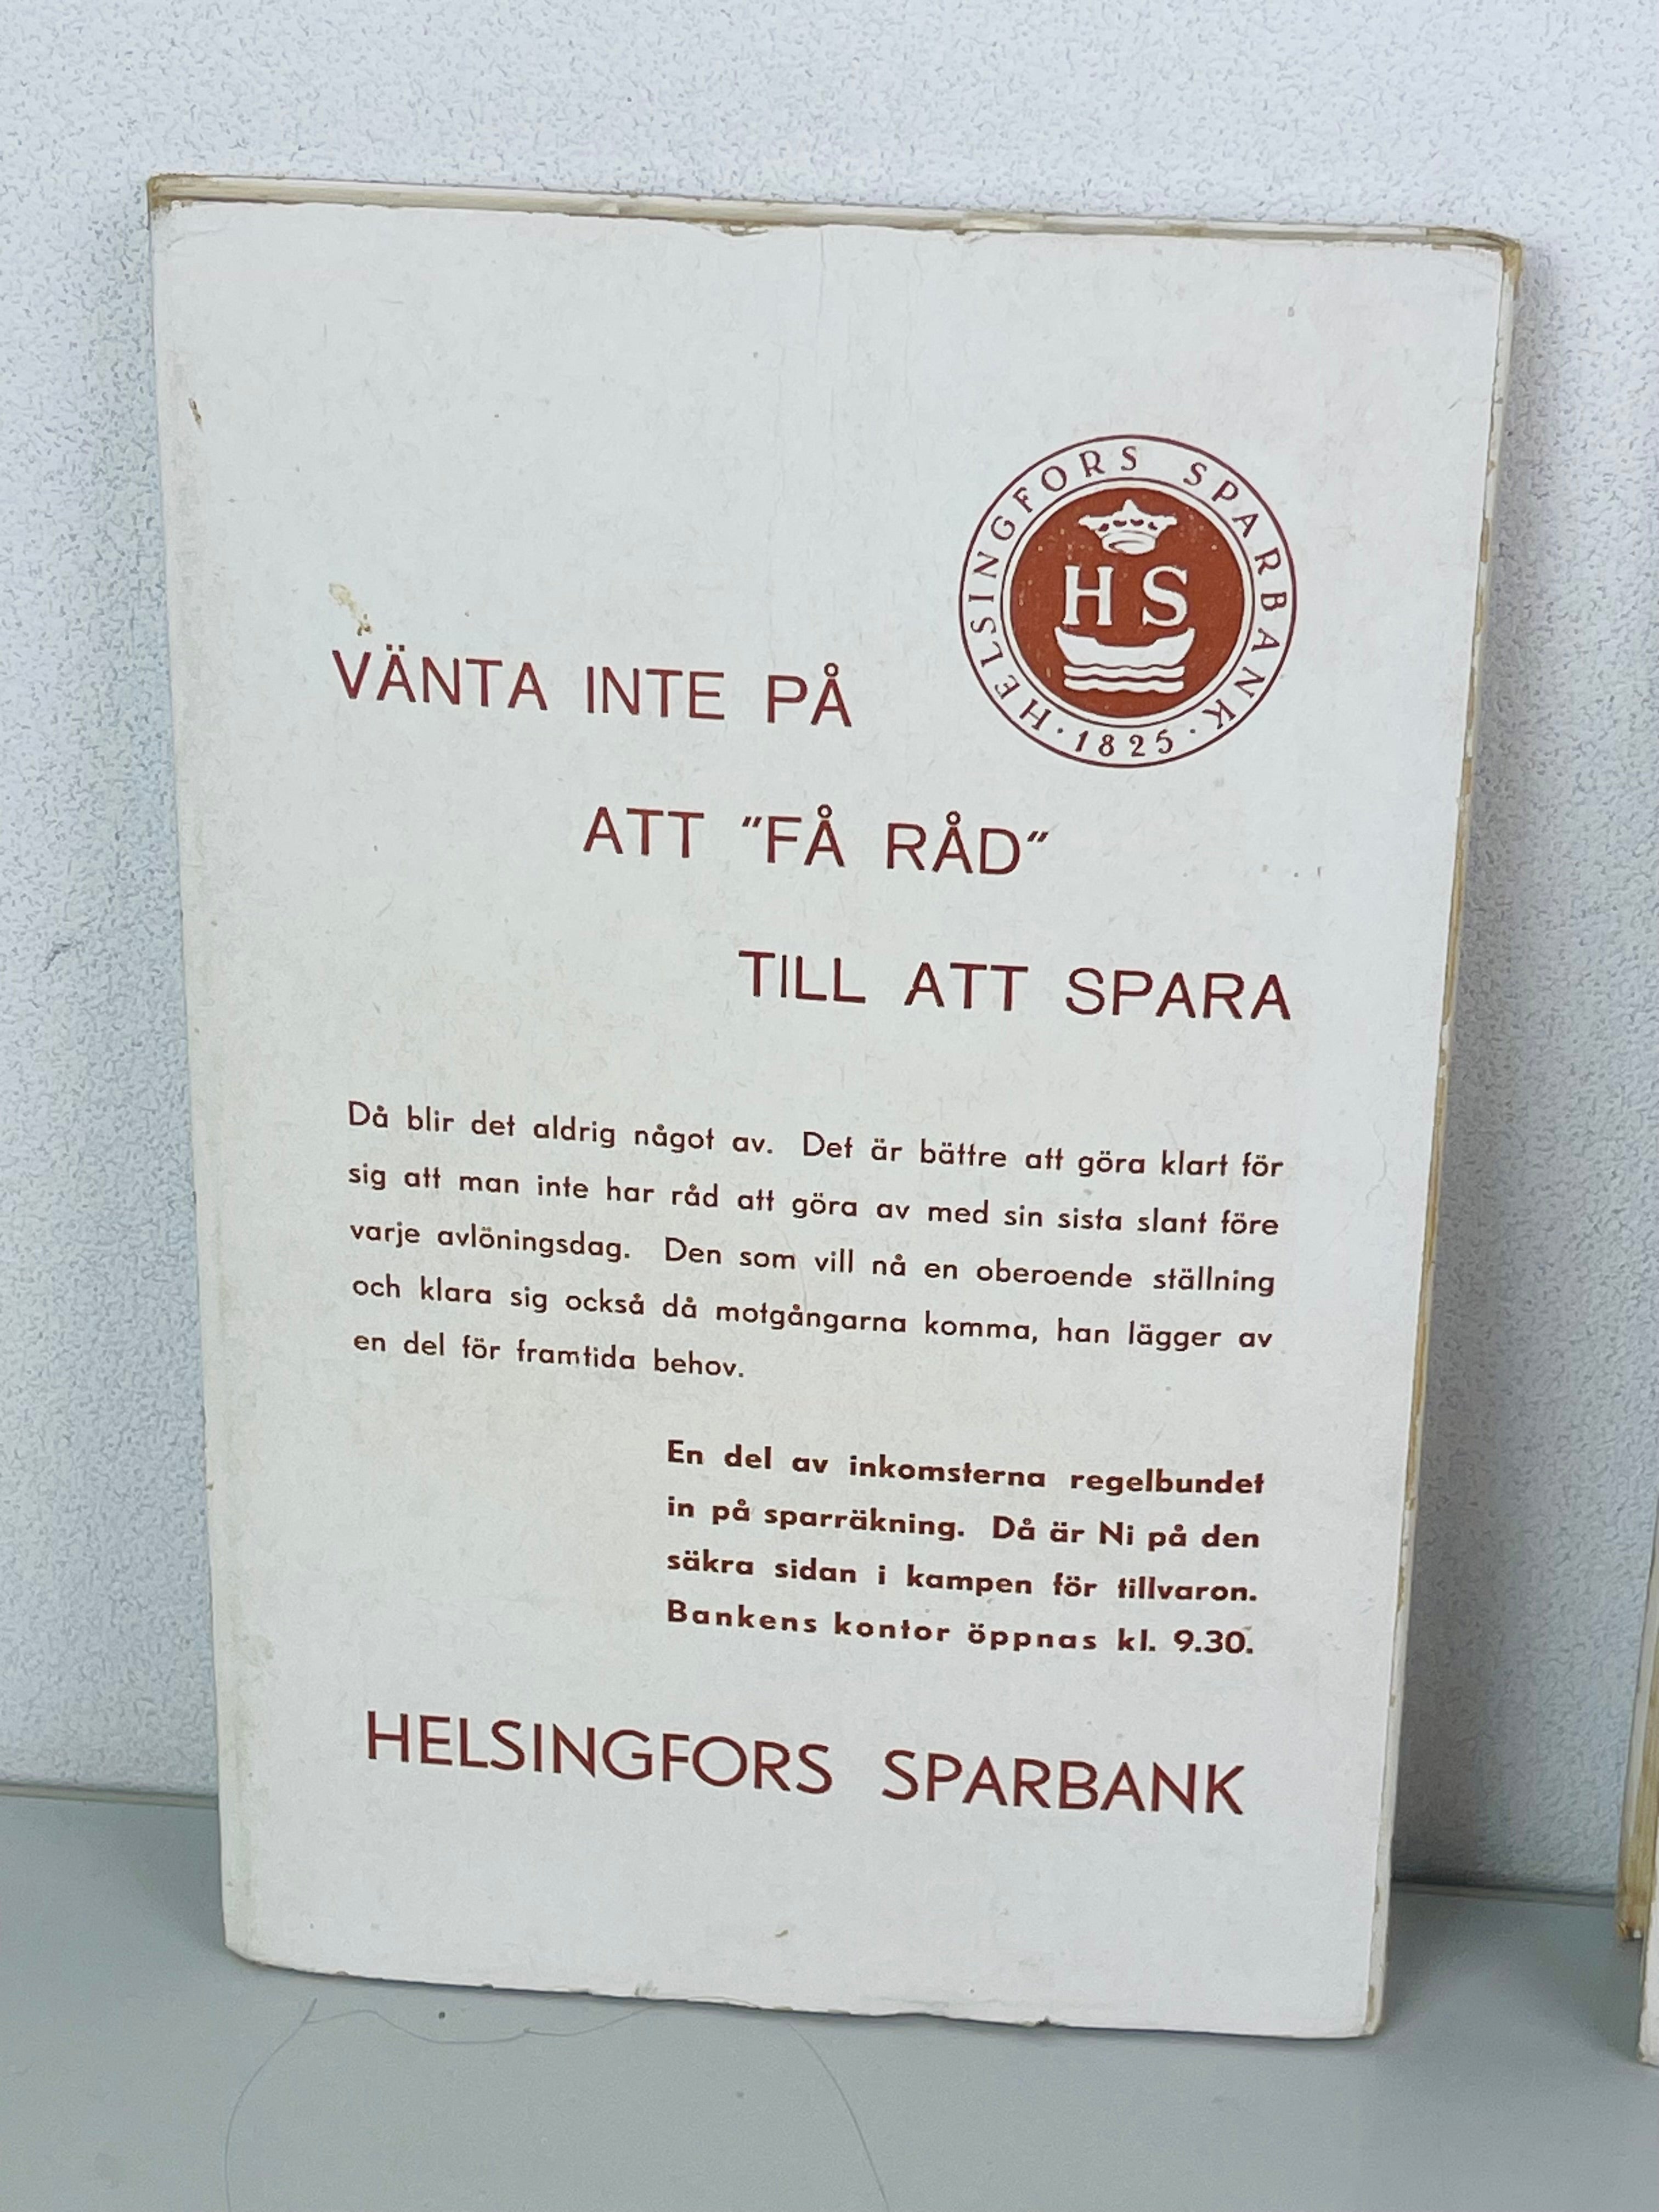 HELSINGFORS SPARBANK
HS
· 1825 ·
VÄNTA INTE PÅ
ATT "FÅ RÅD"
TILL ATT SPARA
Då blir det aldrig något av. Det är bättre att göra klart för
sig att man inte har råd att göra av med sin sista slant före
varje avlöningsdag. Den som vill nå en oberoende ställning
och klara sig också då motgångarna komma, han lägger av
en del för framtida behov.
En del av inkomsterna regelbundet
in på sparräkning. Då är Ni på den
säkra sidan i kampen för tillvaron.
Bankens kontor öppnas kl. 9.30.
HELSINGFORS SPARBANK